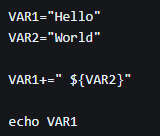 VAR1="Hello"
VAR2="World"
VAR1+=" ${VAR2}"
echo VAR1